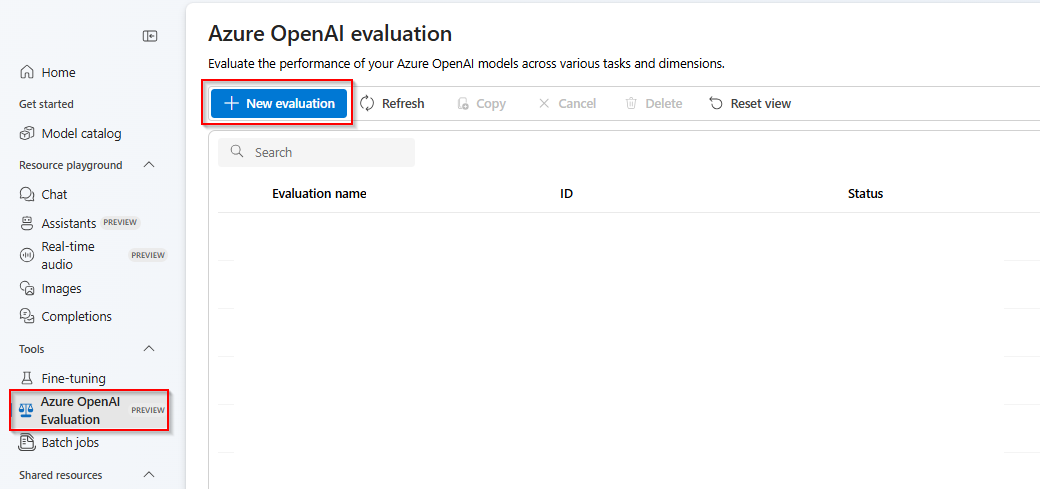 Home
Get started
Model catalog
Resource playground
Chat
Assistants PREVIEW
Real-time
audio PREVIEW
Images
Completions
Tools
Fine-tuning
Azure OpenAI
Evaluation PREVIEW
Batch jobs
Shared resources
Azure OpenAI evaluation
Evaluate the performance of your Azure OpenAI models across various tasks and dimensions.
New evaluation Refresh Copy Cancel Delete Reset view
Search
Evaluation name ID Status